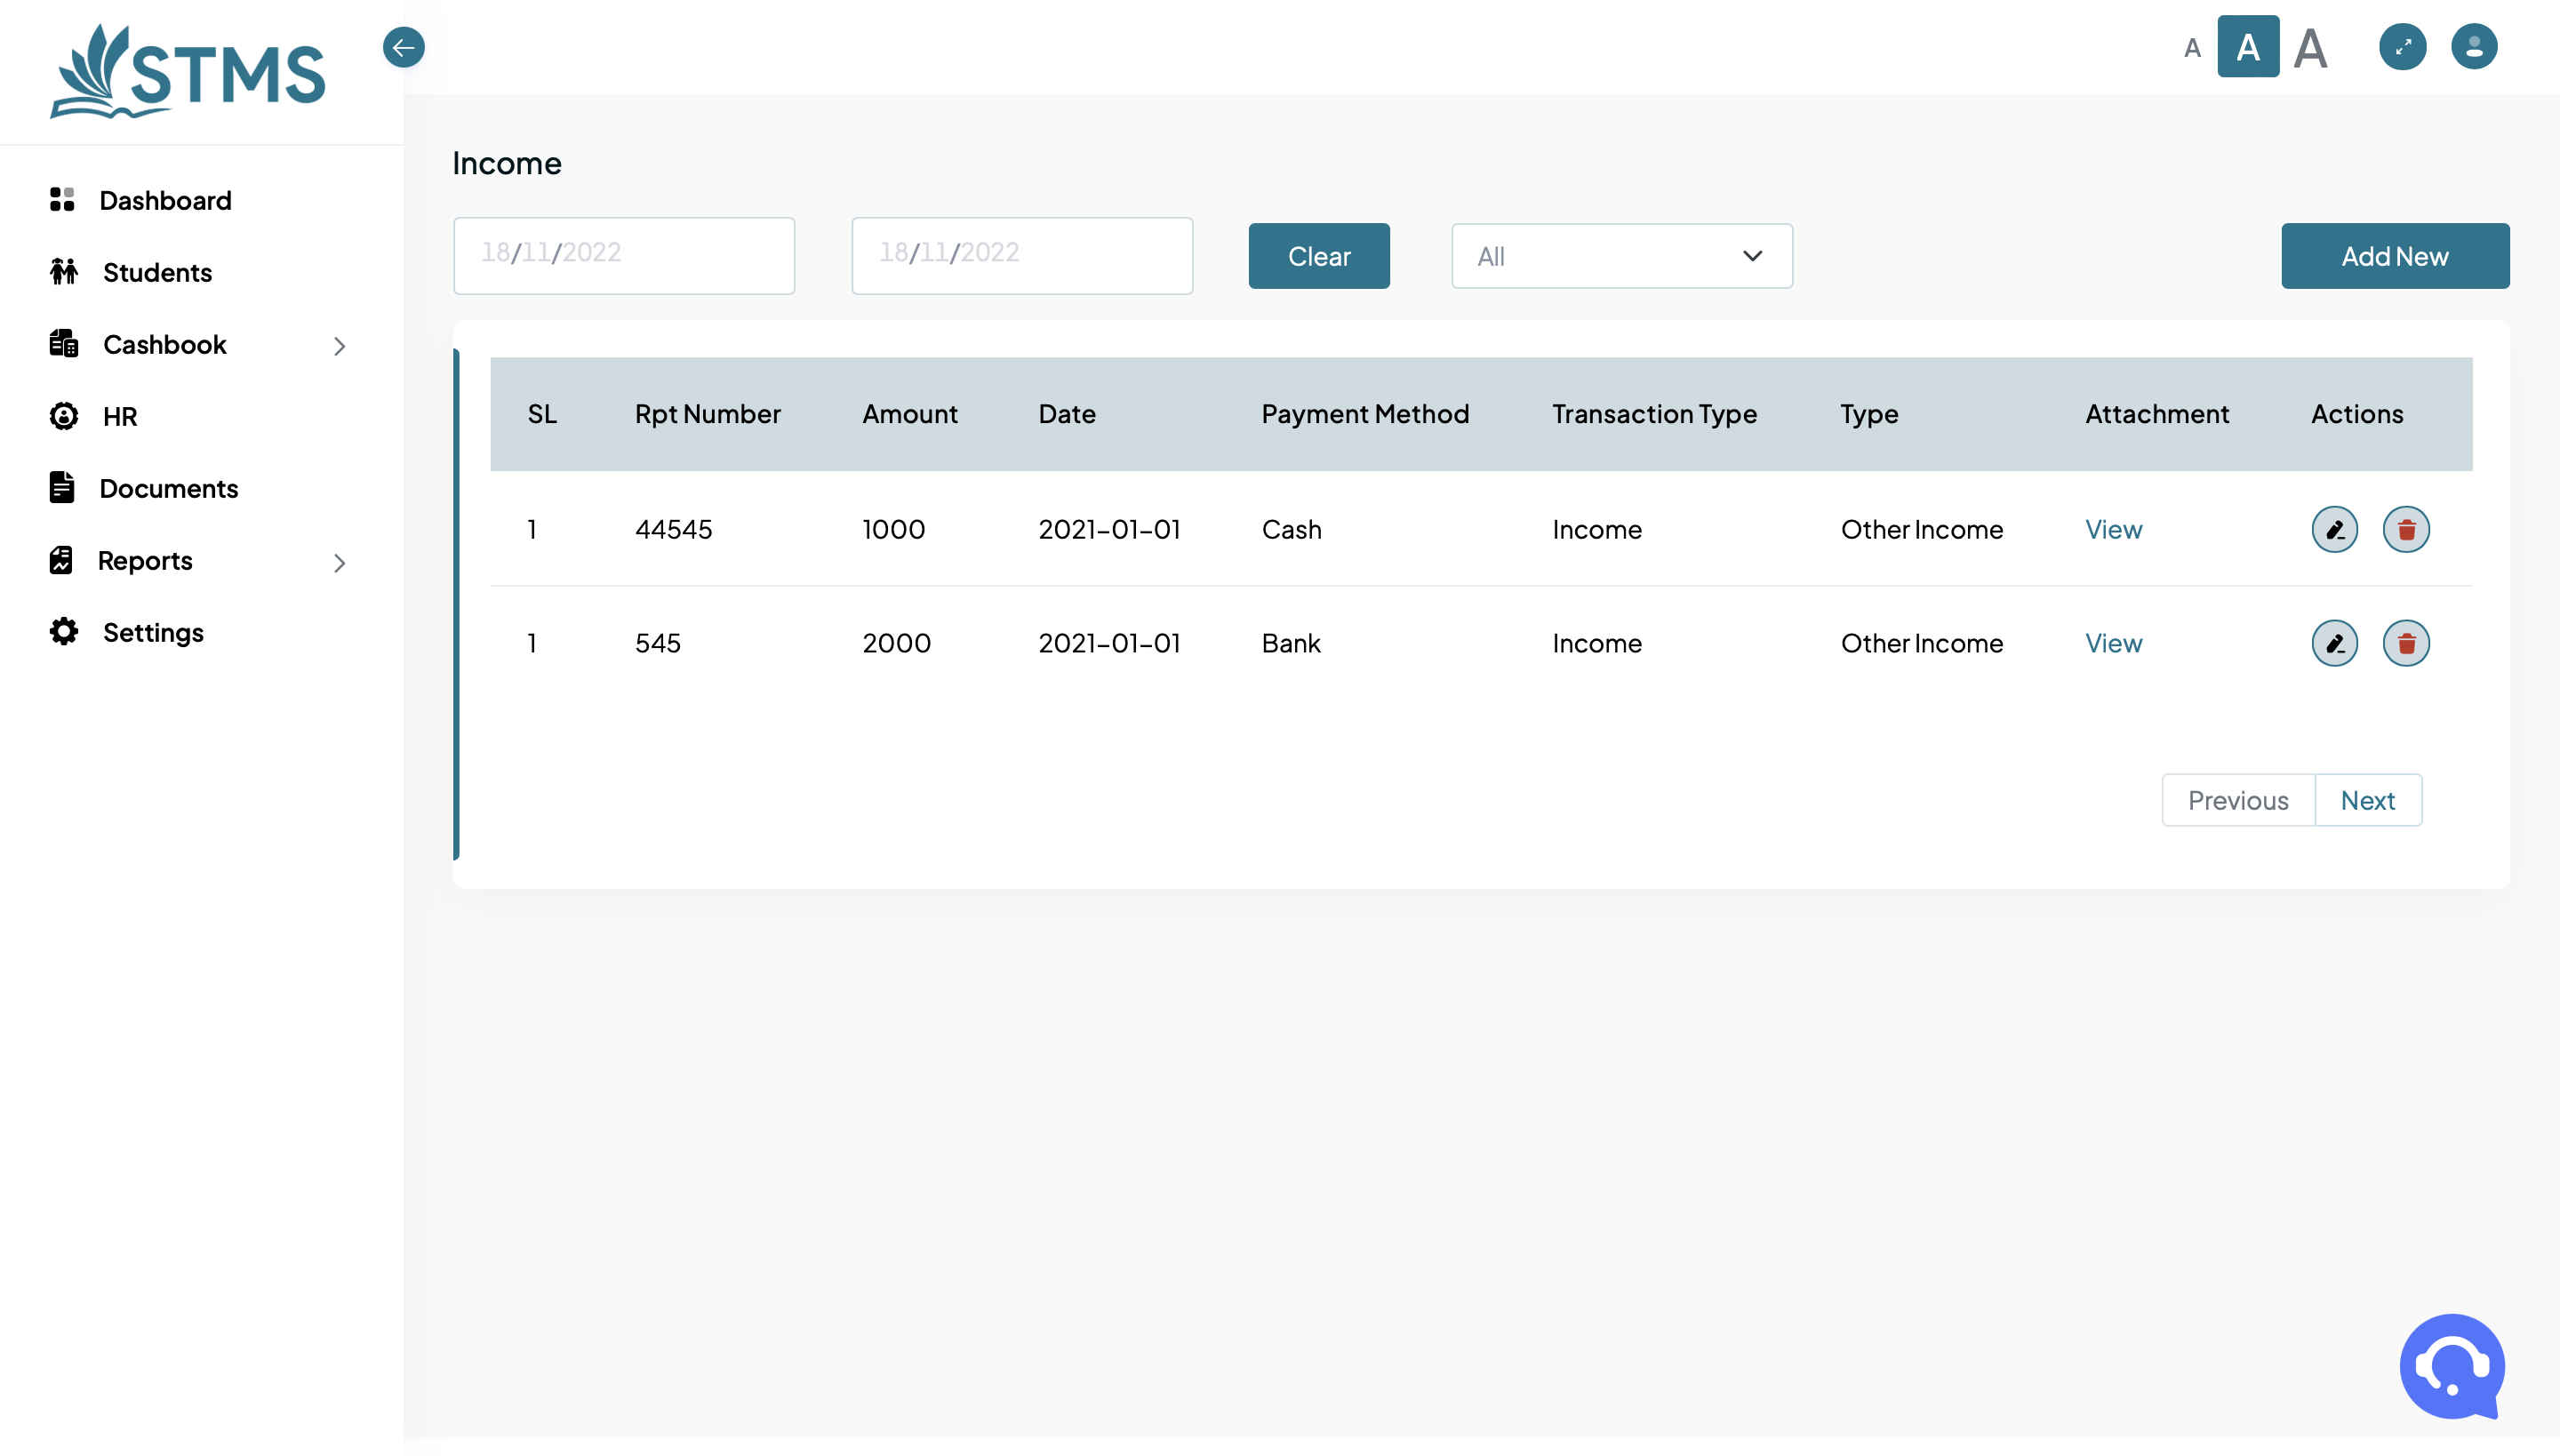 STMS
A A A
Dashboard
Students
Cashbook
HR
Documents
Reports
Settings
Income
18/11/2022 18/11/2022 Clear All Add New
SL Rpt Number Amount Date Payment Method Transaction Type Type Attachment Actions
1 44545 1000 2021-01-01 Cash Income Other Income View
1 545 2000 2021-01-01 Bank Income Other Income View
Previous Next